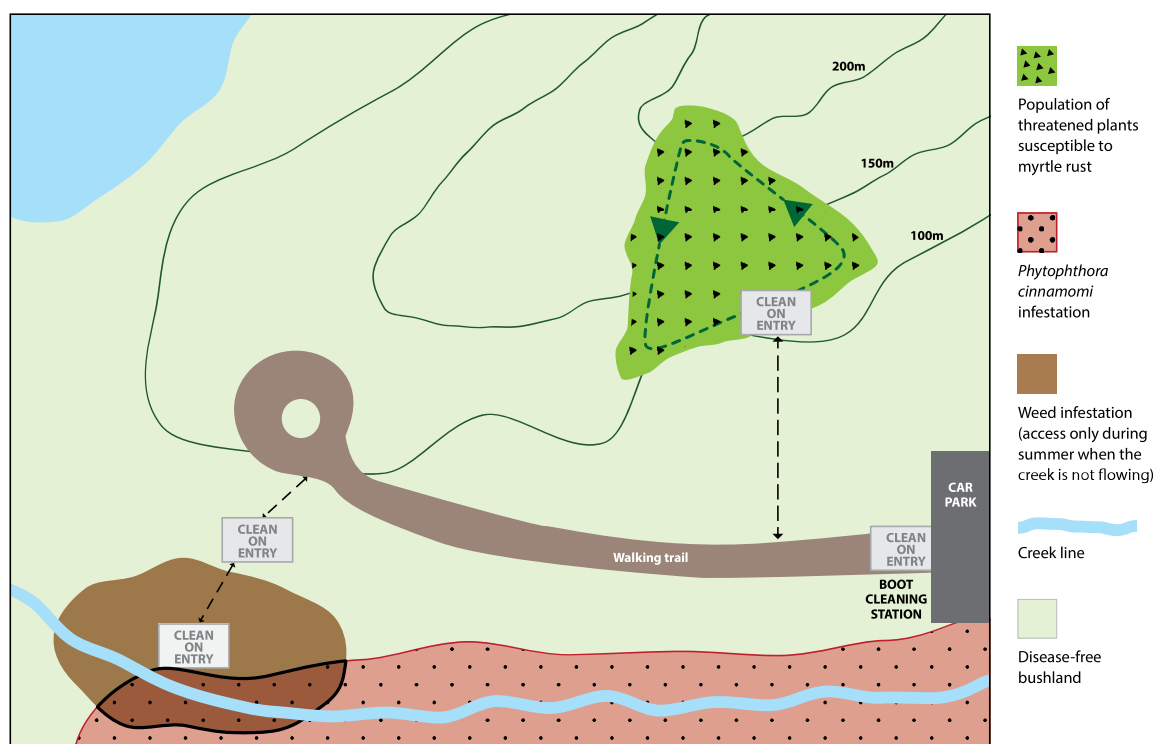 200m
150m
100m
CLEAN
ON
ENTRY
CAR
PARK
CLEAN
ON
ENTRY
CLEAN
ON
ENTRY
Walking trail
BOOT
CLEANING
STATION
CLEAN
ON
ENTRY
Population of
threatened plants
susceptible to
myrtle rust
Phytophthora
cinnamomi
infestation
Weed infestation
(access only during
summer when the
creek is not flowing)
Creek line
Disease-free
bushland